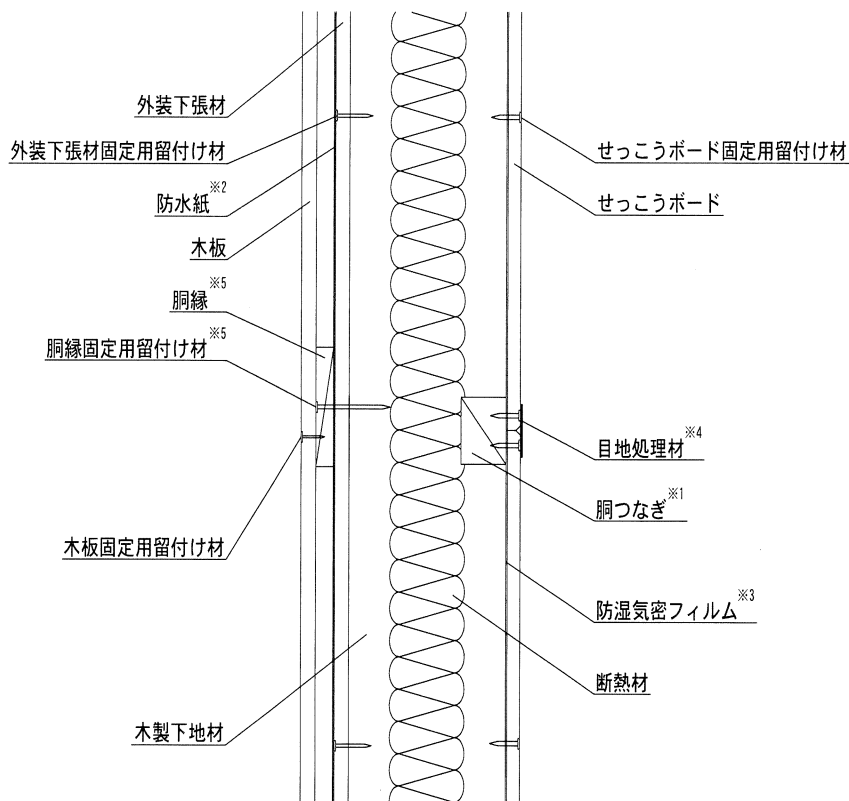 外装下張材
外装下張材固定用留付け材
防水紙※2
木板
胴縁※5
胴縁固定用留付け材※5
木板固定用留付け材
木製下地材
せっこうボード固定用留付け材
せっこうボード
目地処理材※4
胴つなぎ※1
防湿気密フィルム※3
断熱材